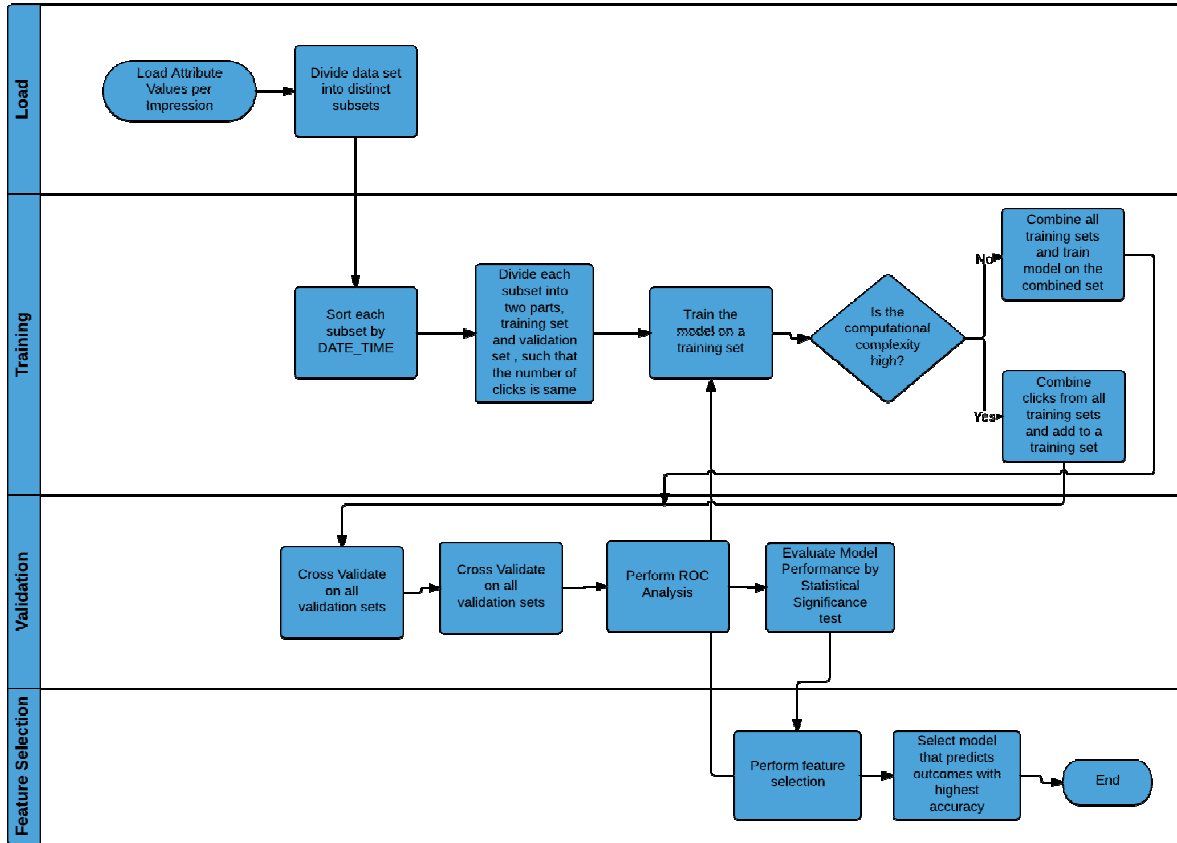 Load
Load Attribute
Values per
Impression
Divide data set
into distinct
subsets
Training
Sort each
subset by
DATE_TIME
Divide each
subset into
two parts,
training set
and validation
set , such that
the number of
clicks is same
Train the
model on a
training set
Is the
computational
complexity
high?
No
Combine all
training sets
and train
model on the
combined set
Yes
Combine
clicks from all
training sets
and add to a
training set
Validation
Cross Validate
on all
validation sets
Cross Validate
on all
validation sets
Perform ROC
Analysis
Evaluate Model
Performance by
Statistical
Significance
test
Feature Selection
Perform feature
selection
Select model
that predicts
outcomes with
highest
accuracy
End